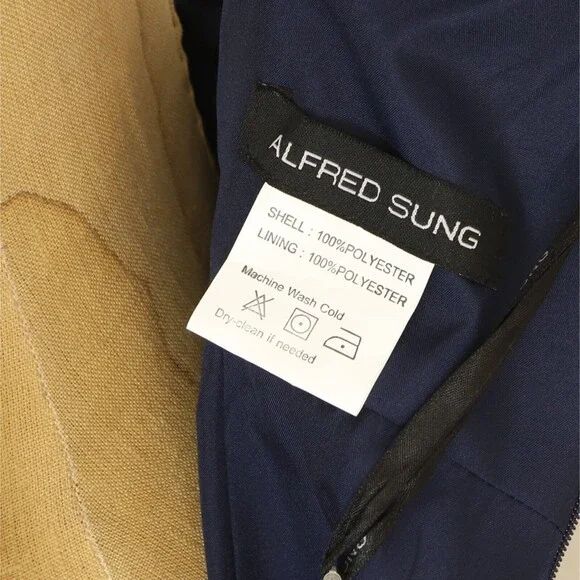 ALFRED SUNG
SHELL : 100%POLYESTER
LINING : 100%POLYESTER
Machine Wash Cold
Dry-clean if needed